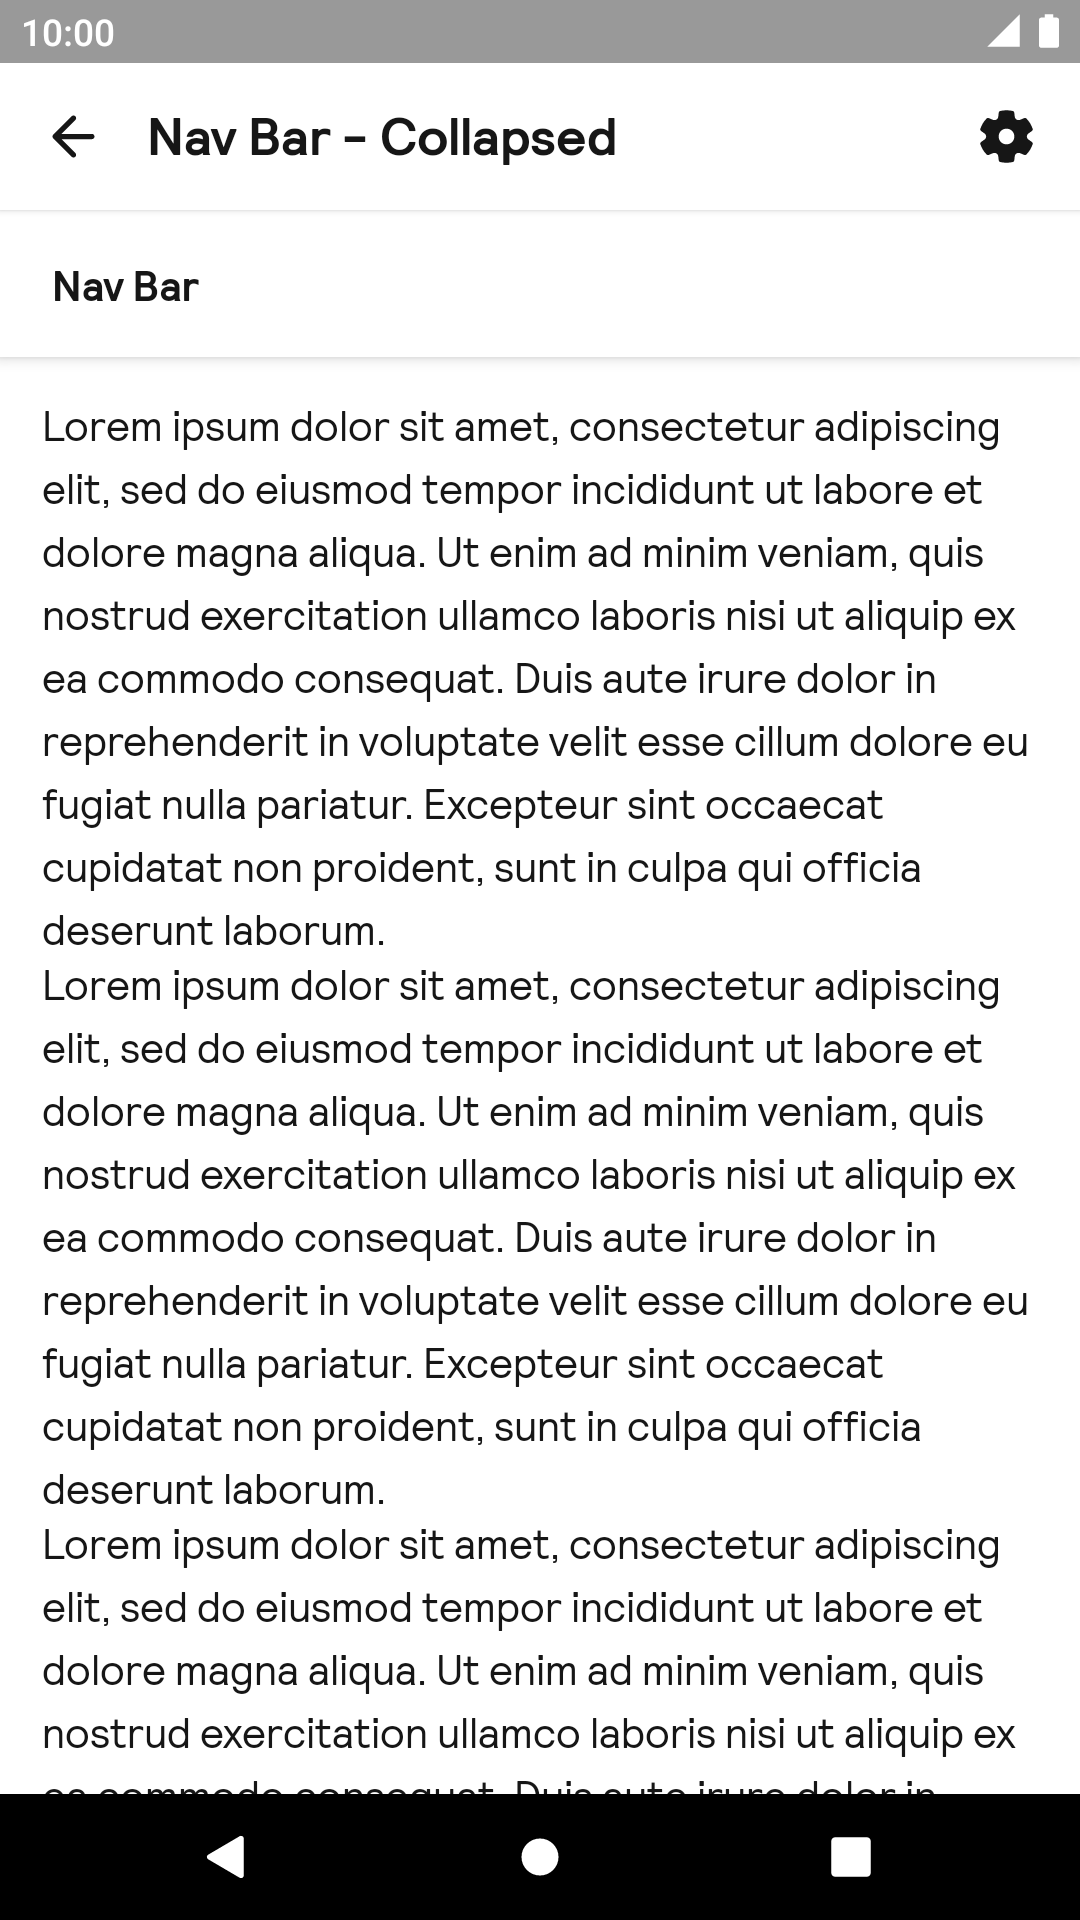 10:00
Nav Bar - Collapsed
Nav Bar
Lorem ipsum dolor sit amet, consectetur adipiscing
elit, sed do eiusmod tempor incididunt ut labore et
dolore magna aliqua. Ut enim ad minim veniam, quis
nostrud exercitation ullamco laboris nisi ut aliquip ex
ea commodo consequat. Duis aute irure dolor in
reprehenderit in voluptate velit esse cillum dolore eu
fugiat nulla pariatur. Excepteur sint occaecat
cupidatat non proident, sunt in culpa qui officia
deserunt laborum.
Lorem ipsum dolor sit amet, consectetur adipiscing
elit, sed do eiusmod tempor incididunt ut labore et
dolore magna aliqua. Ut enim ad minim veniam, quis
nostrud exercitation ullamco laboris nisi ut aliquip ex
ea commodo consequat. Duis aute irure dolor in
reprehenderit in voluptate velit esse cillum dolore eu
fugiat nulla pariatur. Excepteur sint occaecat
cupidatat non proident, sunt in culpa qui officia
deserunt laborum.
Lorem ipsum dolor sit amet, consectetur adipiscing
elit, sed do eiusmod tempor incididunt ut labore et
dolore magna aliqua. Ut enim ad minim veniam, quis
nostrud exercitation ullamco laboris nisi ut aliquip ex
ea commodo consequat. Duis aute irure dolor in